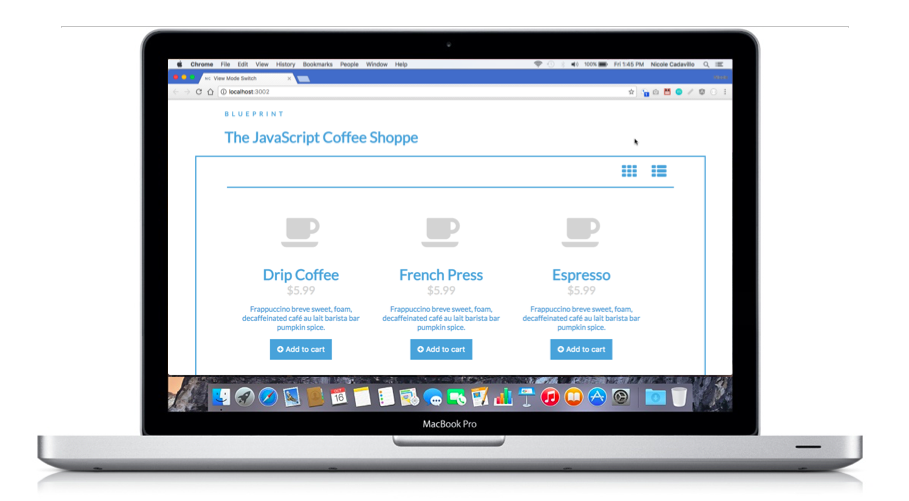 Chrome File Edit View History Bookmarks People Window Help 100% Fri 1:45 PM Nicole Cadavillo
View Mode Switch
localhost:3002
BLUEPRINT
The JavaScript Coffee Shoppe
Drip Coffee French Press Espresso
$5.99 $5.99 $5.99
Frappuccino breve sweet, foam, Frappuccino breve sweet, foam, Frappuccino breve sweet, foam,
decaffeinated café au lait barista bar decaffeinated café au lait barista bar decaffeinated café au lait barista bar
pumpkin spice. pumpkin spice. pumpkin spice.
Add to cart Add to cart Add to cart
16
MacBook Pro